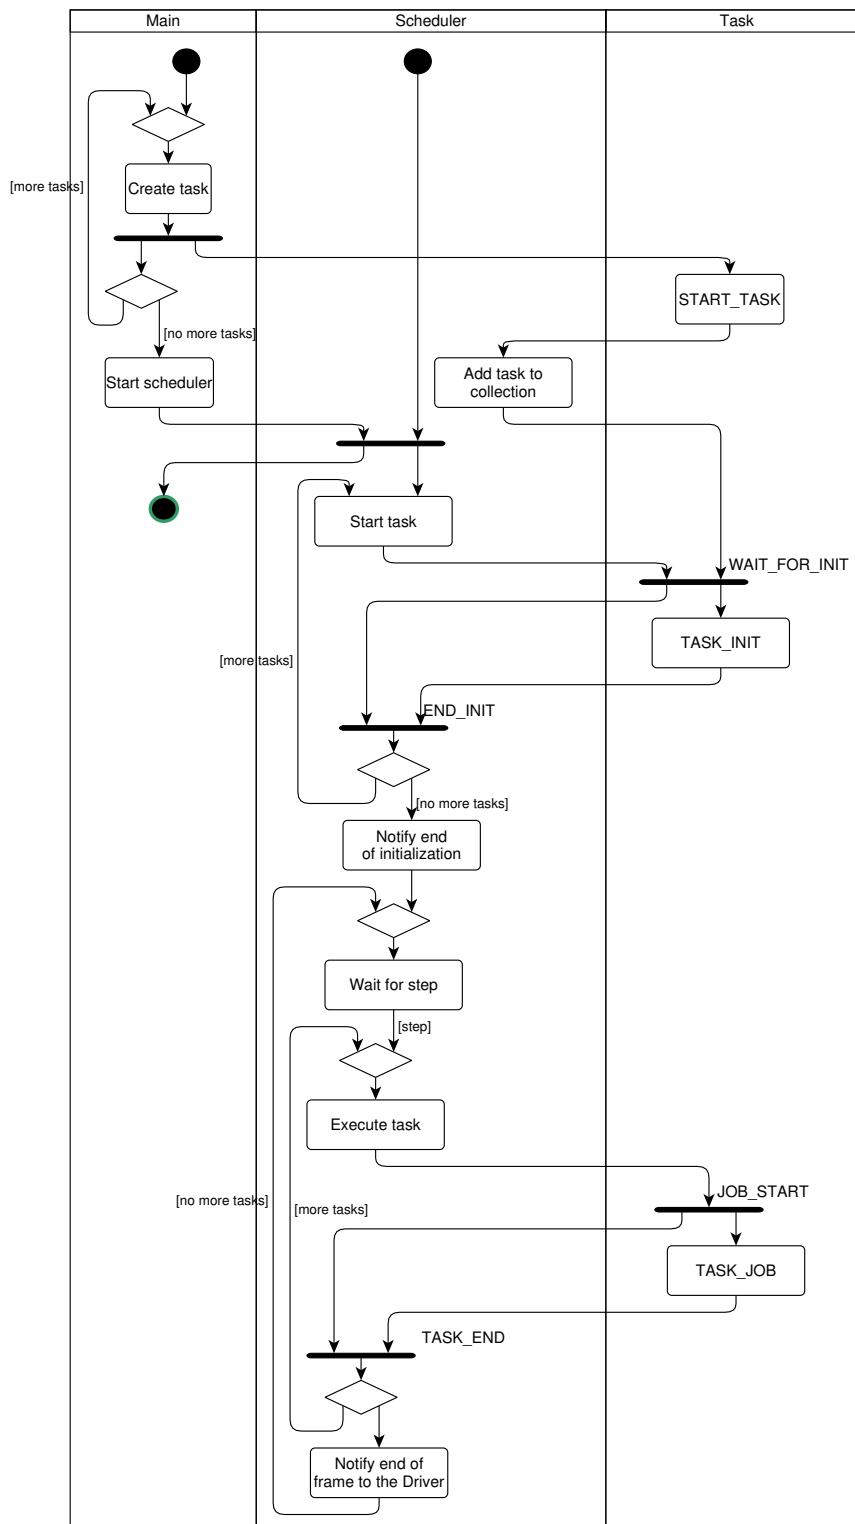 Main
Scheduler
Task
[more tasks]
Create task
START_TASK
[no more tasks]
Start scheduler
Add task to
collection
Start task
WAIT_FOR_INIT
TASK_INIT
[more tasks]
END_INIT
[no more tasks]
Notify end
of initialization
Wait for step
[step]
Execute task
[no more tasks]
[more tasks]
JOB_START
TASK_JOB
TASK_END
Notify end of
frame to the Driver